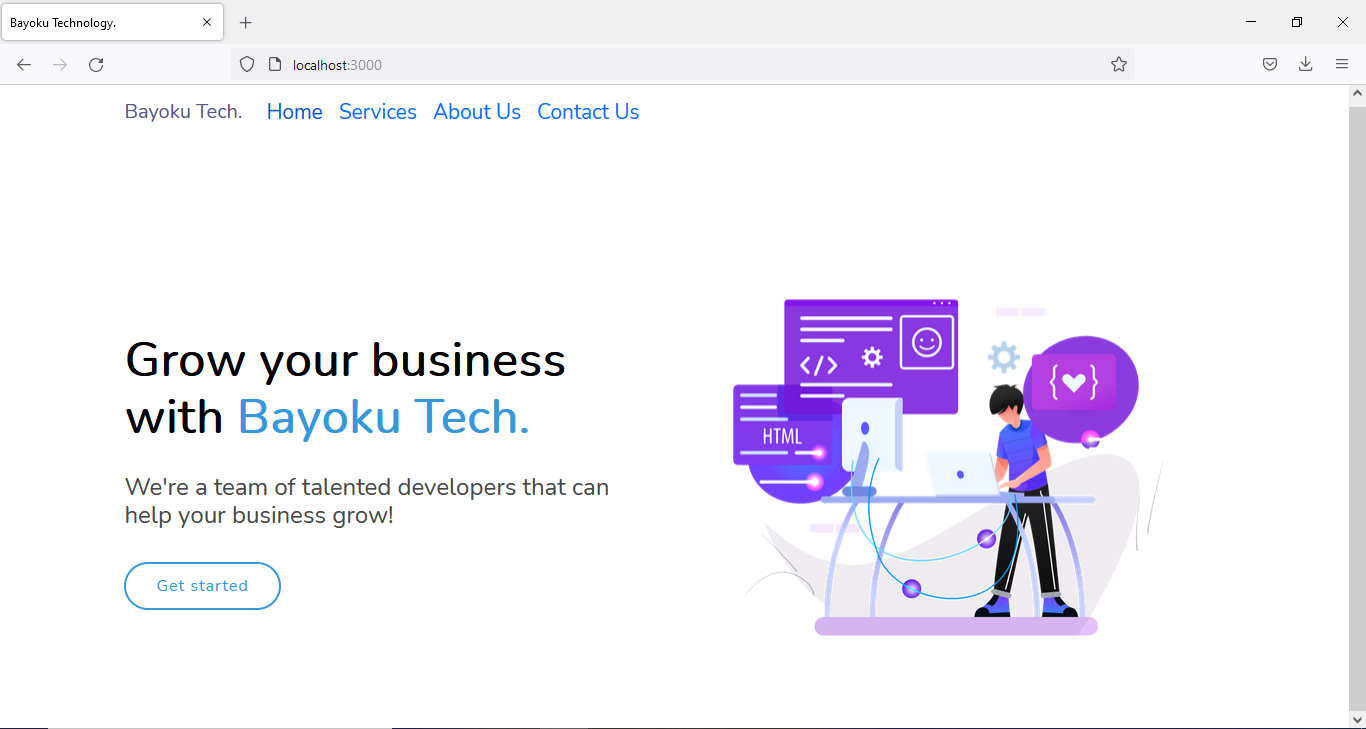 Bayoku Technology.
localhost:3000
Bayoku Tech. Home Services About Us Contact Us
Grow your business
with Bayoku Tech.
We're a team of talented developers that can
help your business grow!
Get started
</>
{ }
HTML